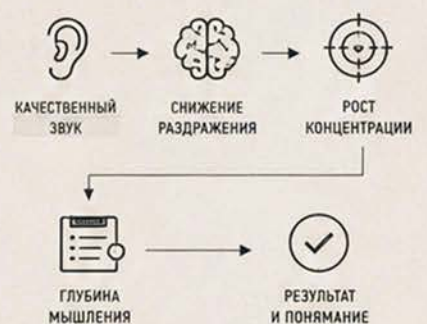 КАЧЕСТВЕННЫЙ
ЗВУК
СНИЖЕНИЕ
РАЗДРАЖЕНИЯ
РОСТ
КОНЦЕНТРАЦИИ
ГЛУБИНА
МЫШЛЕНИЯ
РЕЗУЛЬТАТ
И ПОНЯМАНИЕ